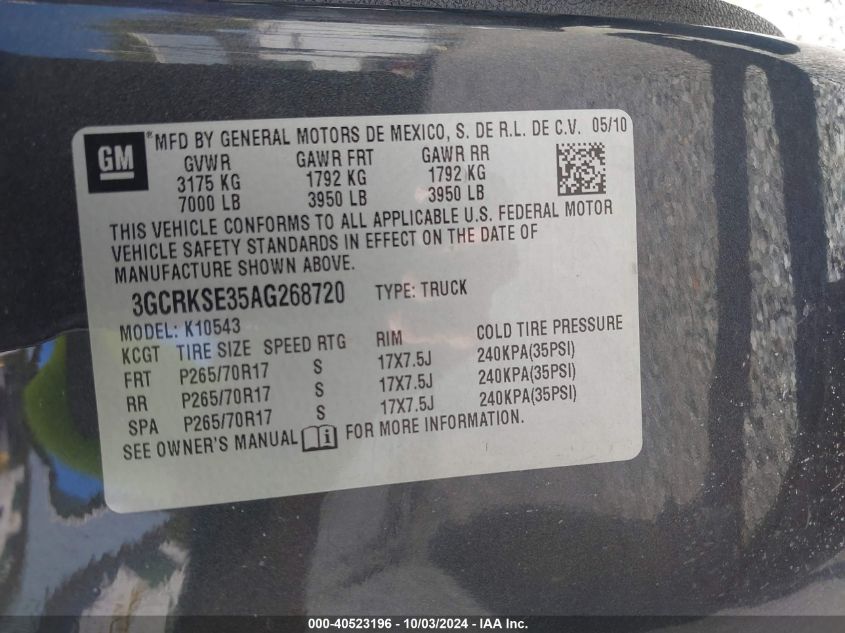 GM
®MFD BY GENERAL MOTORS DE MEXICO, S. DE R.L. DE C.V. 05/10
GVWR GAWR FRT GAWR RR
3175 KG 1792 KG 1792 KG
7000 LB 3950 LB 3950 LB
THIS VEHICLE CONFORMS TO ALL APPLICABLE U.S. FEDERAL MOTOR
VEHICLE SAFETY STANDARDS IN EFFECT ON THE DATE OF
MANUFACTURE SHOWN ABOVE.
3GCRKSE35AG268720 TYPE: TRUCK
MODEL: K10543
KCGT TIRE SIZE SPEED RTG RIM COLD TIRE PRESSURE
FRT P265/70R17 S 17X7.5J 240KPA(35PSI)
RR P265/70R17 S 17X7.5J 240KPA(35PSI)
SPA P265/70R17 S 17X7.5J 240KPA(35PSI)
SEE OWNER'S MANUAL i FOR MORE INFORMATION.
000-40523196 - 10/03/2024 - IAA Inc.